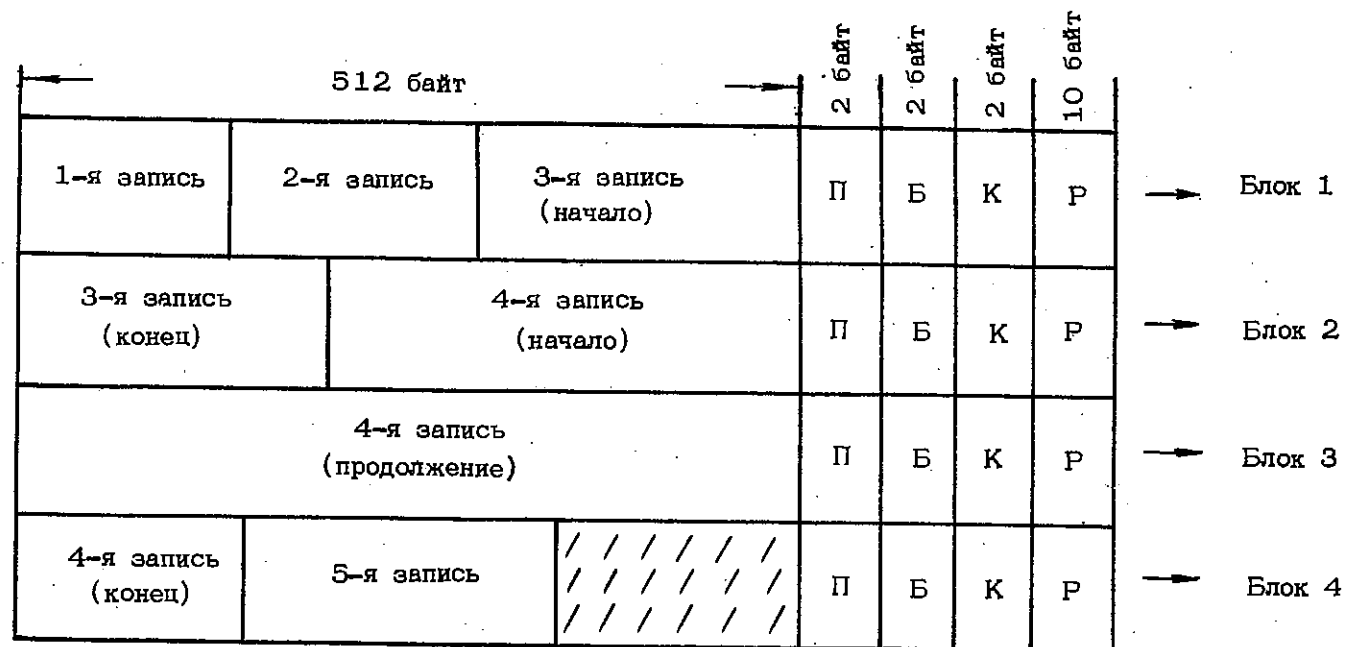 512 байт
2 байт
2 байт
2 байт
10 байт
1-я запись
2-я запись
3-я запись
(начало)
П
Б
К
Р
Блок 1
3-я запись
(конец)
4-я запись
(начало)
П
Б
К
Р
Блок 2
4-я запись
(продолжение)
П
Б
К
Р
Блок 3
4-я запись
(конец)
5-я запись
П
Б
К
Р
Блок 4